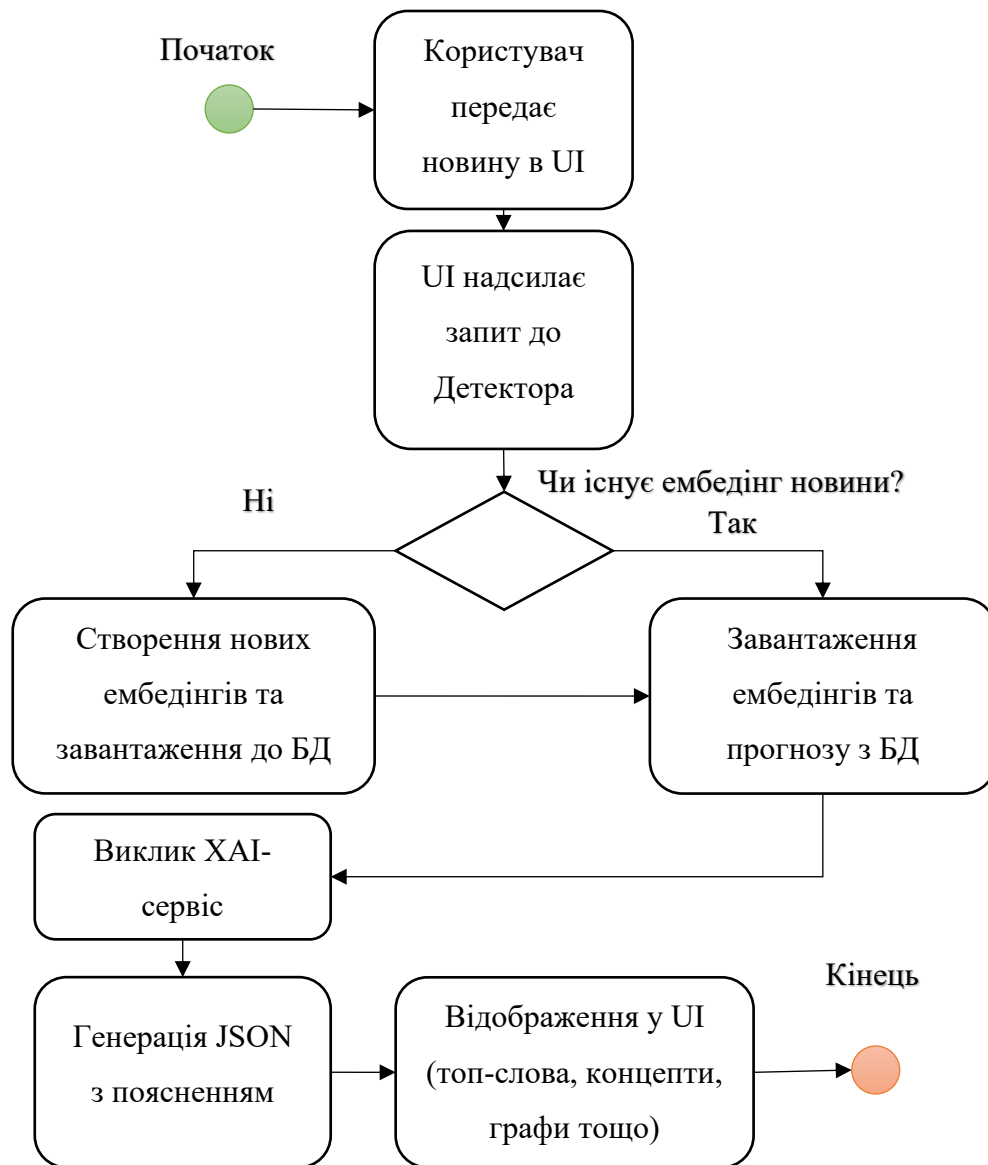 Початок
Користувач
передає
новину в UI
UI надсилає
запит до
Детектора
Чи існує ембедінг новини?
Ні
Так
Створення нових
ембедінгів та
завантаження до БД
Завантаження
ембедінгів та
прогнозу з БД
Виклик XAI-
сервіс
Генерація JSON
з поясненням
Відображення у UI
(топ-слова, концепти,
графи тощо)
Кінець